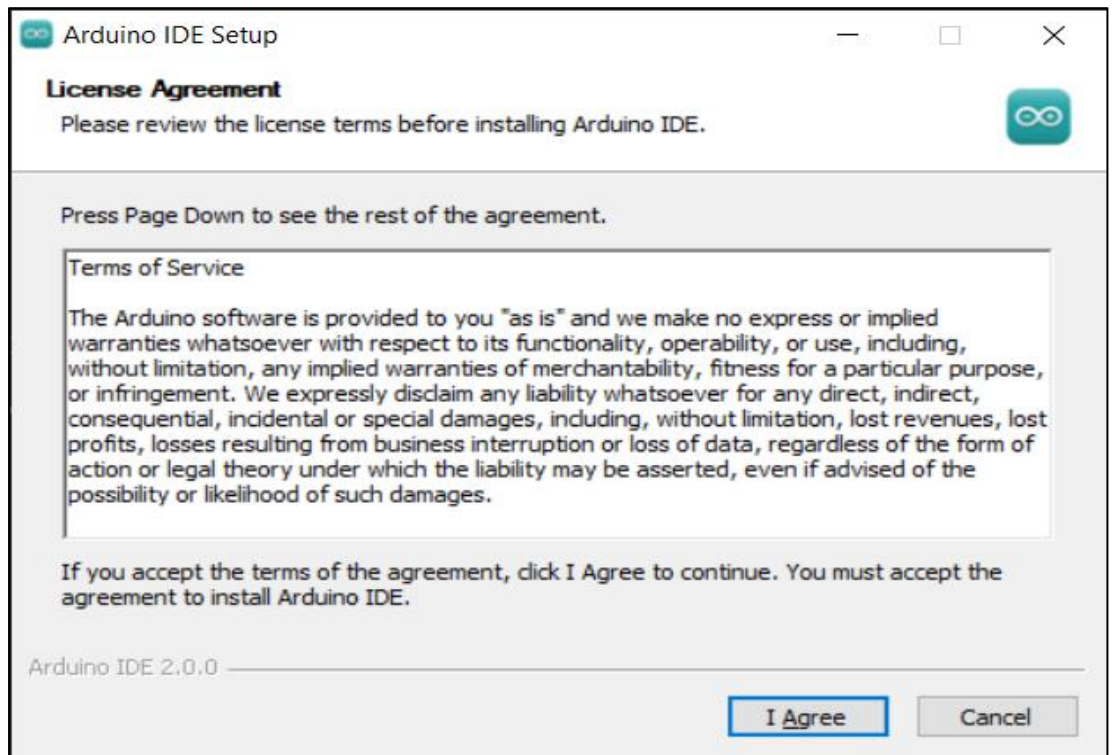 Arduino IDE Setup
License Agreement
Please review the license terms before installing Arduino IDE.
Press Page Down to see the rest of the agreement.
Terms of Service
The Arduino software is provided to you "as is" and we make no express or implied
warranties whatsoever with respect to its functionality, operability, or use, including,
without limitation, any implied warranties of merchantability, fitness for a particular purpose,
or infringement. We expressly disclaim any liability whatsoever for any direct, indirect,
consequential, incidental or special damages, including, without limitation, lost revenues, lost
profits, losses resulting from business interruption or loss of data, regardless of the form of
action or legal theory under which the liability may be asserted, even if advised of the
possibility or likelihood of such damages.
If you accept the terms of the agreement, click I Agree to continue. You must accept the
agreement to install Arduino IDE.
Arduino IDE 2.0.0
I Agree
Cancel